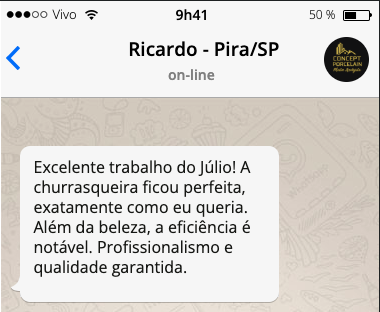 Vivo 9h41 50 %
Ricardo - Pira/SP
on-line
CONCEPT
PORCELAIN
Excelente trabalho do Júlio! A
churrasqueira ficou perfeita,
exatamente como eu queria.
Além da beleza, a eficiência é
notável. Profissionalismo e
qualidade garantida.